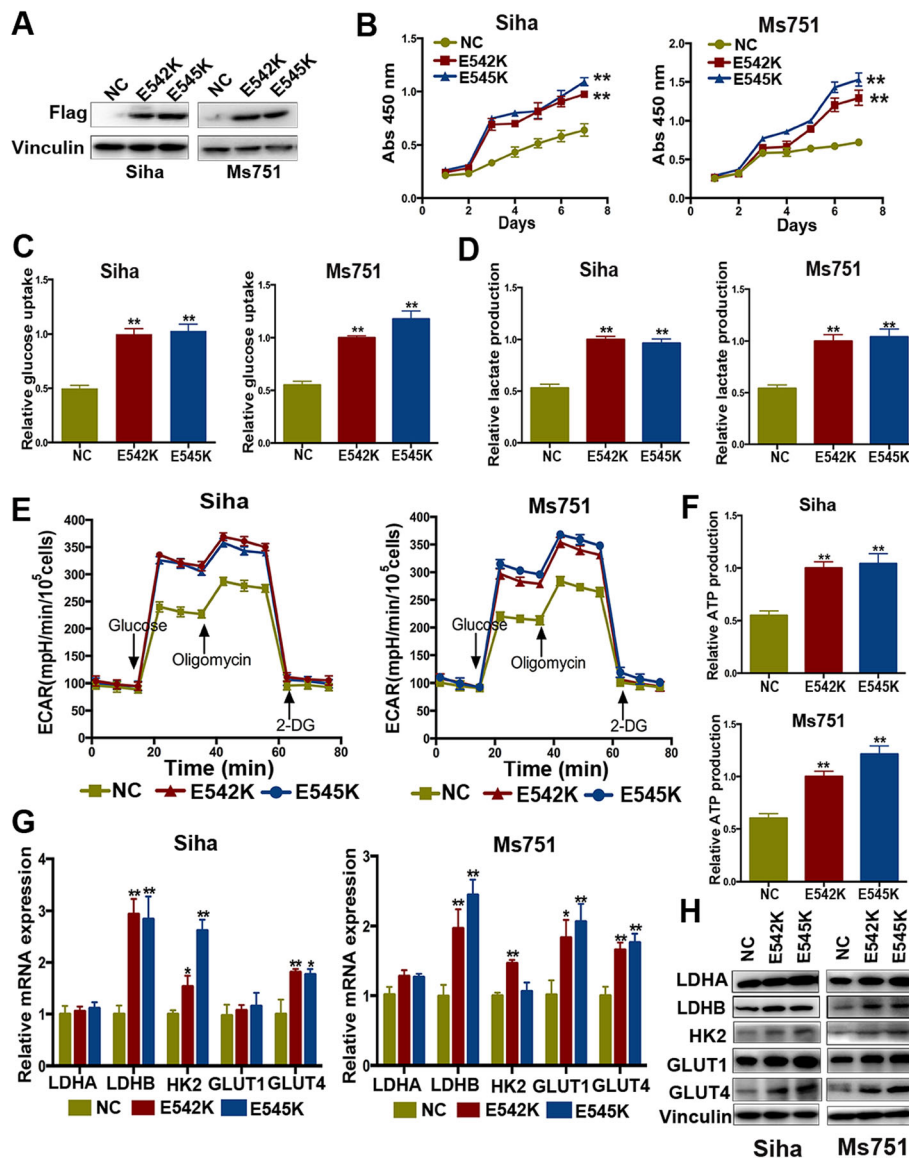 A
NC
E542K
E545K
NC
E542K
E545K
Flag
Vinculin
Siha
Ms751
B
Siha
NC
E542K
E545K
Abs 450 nm
1.5
1.0
0.5
0.0
0 2 4 6 8
Days
**
**
Ms751
NC
E542K
E545K
Abs 450 nm
2.0
1.5
1.0
0.5
0.0
0 2 4 6 8
Days
**
**
C
Siha
Relative glucose uptake
1.5
1.0
0.5
0.0
** **
NC E542K E545K
Ms751
Relative glucose uptake
1.5
1.0
0.5
0.0
** **
NC E542K E545K
D
Siha
Relative lactate production
1.5
1.0
0.5
0.0
** **
NC E542K E545K
Ms751
Relative lactate production
1.5
1.0
0.5
0.0
** **
NC E542K E545K
E
Siha
ECAR(mpH/min/10⁵cells)
400
350
300
250
200
150
100
50
0
Glucose
Oligomycin
2-DG
0 20 40 60 80
Time (min)
NC E542K E545K
Ms751
ECAR(mpH/min/10⁵cells)
400
350
300
250
200
150
100
50
0
Glucose
Oligomycin
2-DG
0 20 40 60 80
Time (min)
NC E542K E545K
F
Siha
Relative ATP production
1.5
1.0
0.5
0.0
** **
NC E542K E545K
Ms751
Relative ATP production
1.5
1.0
0.5
0.0
** **
NC E542K E545K
G
Siha
Relative mRNA expression
4
3
2
1
0
** ** * ** ** *
LDHA LDHB HK2 GLUT1 GLUT4
NC E542K E545K
Ms751
Relative mRNA expression
3
2
1
0
** ** ** * ** ** **
LDHA LDHB HK2 GLUT1 GLUT4
NC E542K E545K
H
NC
E542K
E545K
NC
E542K
E545K
LDHA
LDHB
HK2
GLUT1
GLUT4
Vinculin
Siha Ms751